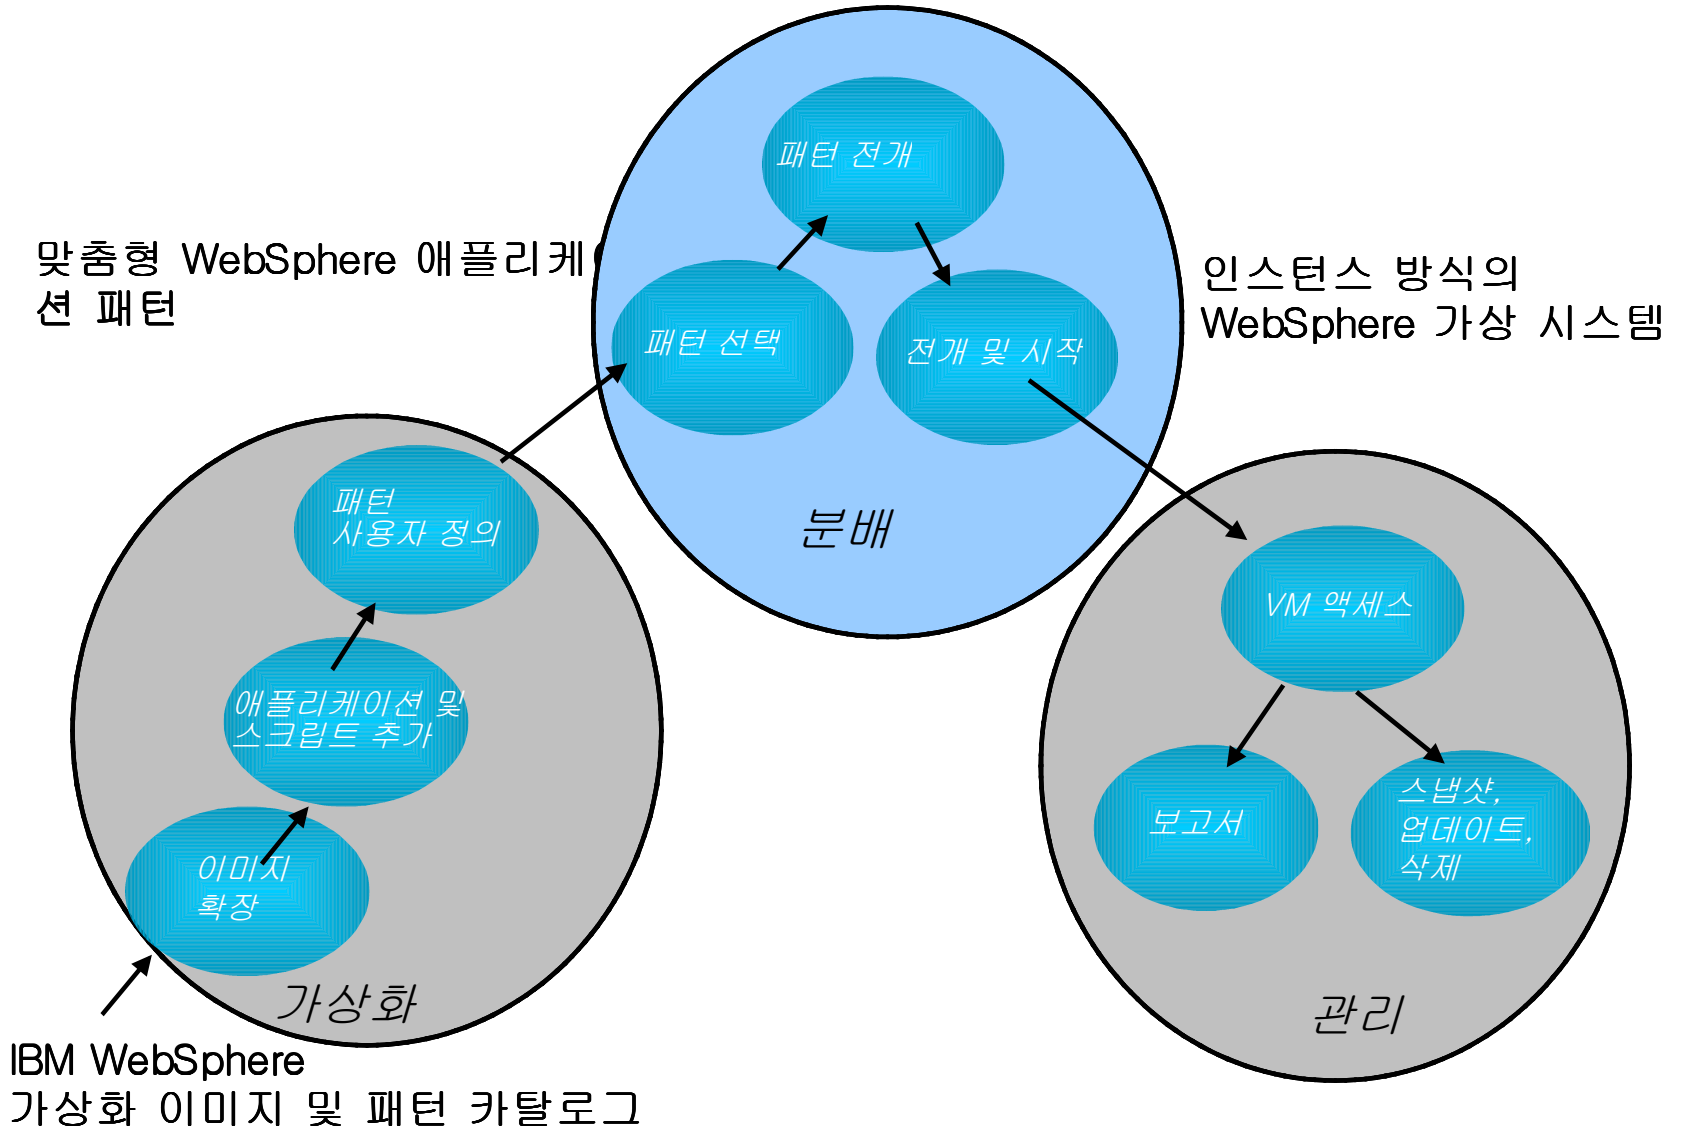 패턴 전개
맞춤형 WebSphere 애플리케이
션 패턴
인스턴스 방식의
WebSphere 가상 시스템
패턴 선택
전개 및 시작
분배
패턴
사용자 정의
애플리케이션 및
스크립트 추가
이미지
확장
가상화
IBM WebSphere
가상화 이미지 및 패턴 카탈로그
VM 액세스
보고서
스냅샷,
업데이트,
삭제
관리